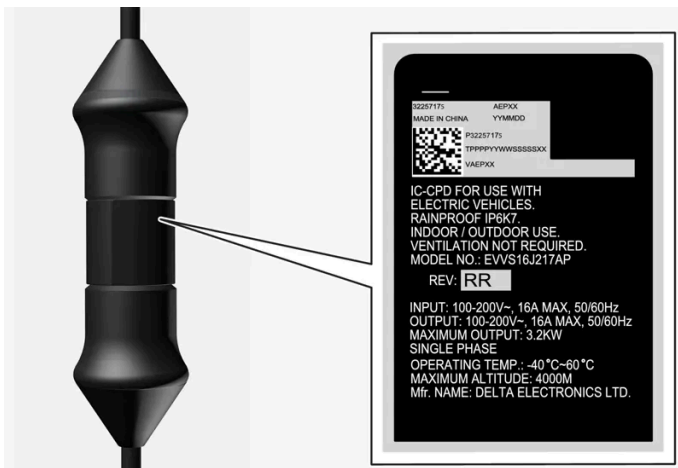 32257175 AEPXX
MADE IN CHINA YYMMDD
P32257175
TPPPPYYWWSSSSSXX
VAEPXX
IC-CPD FOR USE WITH
ELECTRIC VEHICLES.
RAINPROOF IP6K7.
INDOOR / OUTDOOR USE.
VENTILATION NOT REQUIRED.
MODEL NO.: EVVS16J217AP
REV: RR
INPUT: 100-200V~, 16A MAX, 50/60Hz
OUTPUT: 100-200V~, 16A MAX, 50/60Hz
MAXIMUM OUTPUT: 3.2KW
SINGLE PHASE
OPERATING TEMP.: -40°C~60°C
MAXIMUM ALTITUDE: 4000M
Mfr. NAME: DELTA ELECTRONICS LTD.